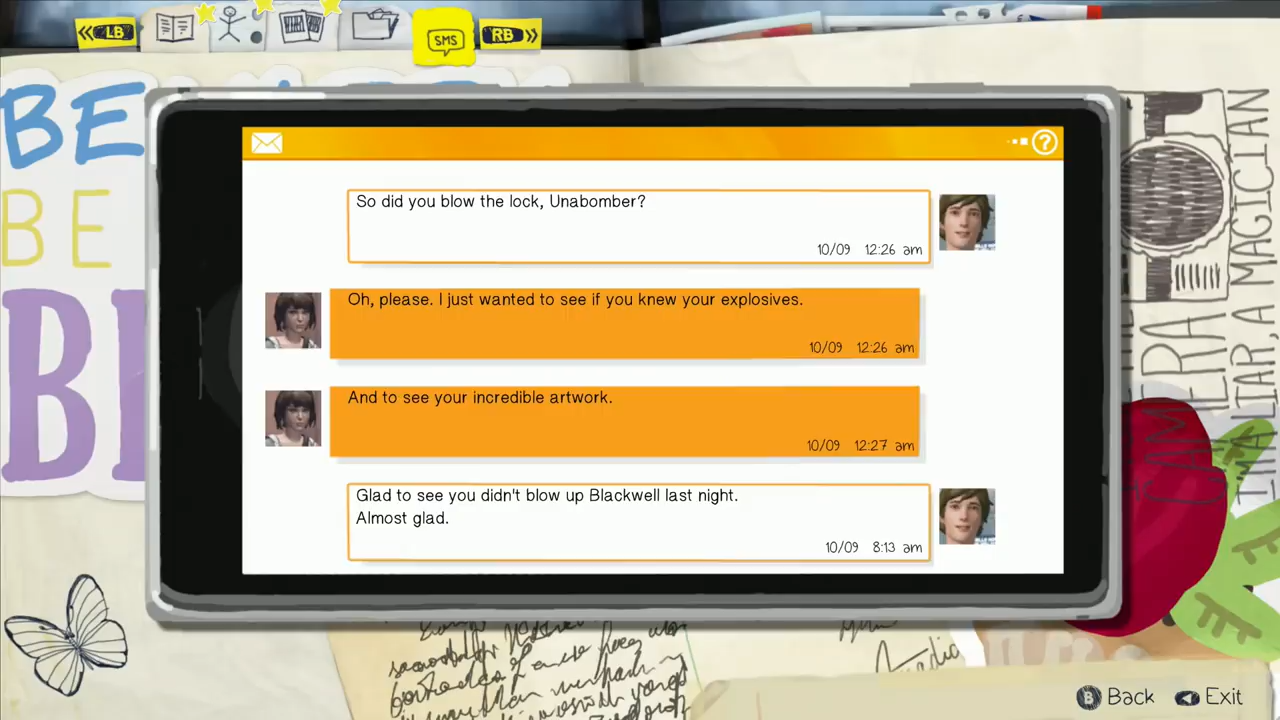 LB
SMS
RB
BE
BE
So did you blow the lock, Unabomber?
10/09 12:26 am
Oh, please. I just wanted to see if you knew your explosives.
10/09 12:26 am
And to see your incredible artwork.
10/09 12:27 am
Glad to see you didn't blow up Blackwell last night.
Almost glad.
10/09 8:13 am
CAMERA
MAGICIAN
B Back
Exit